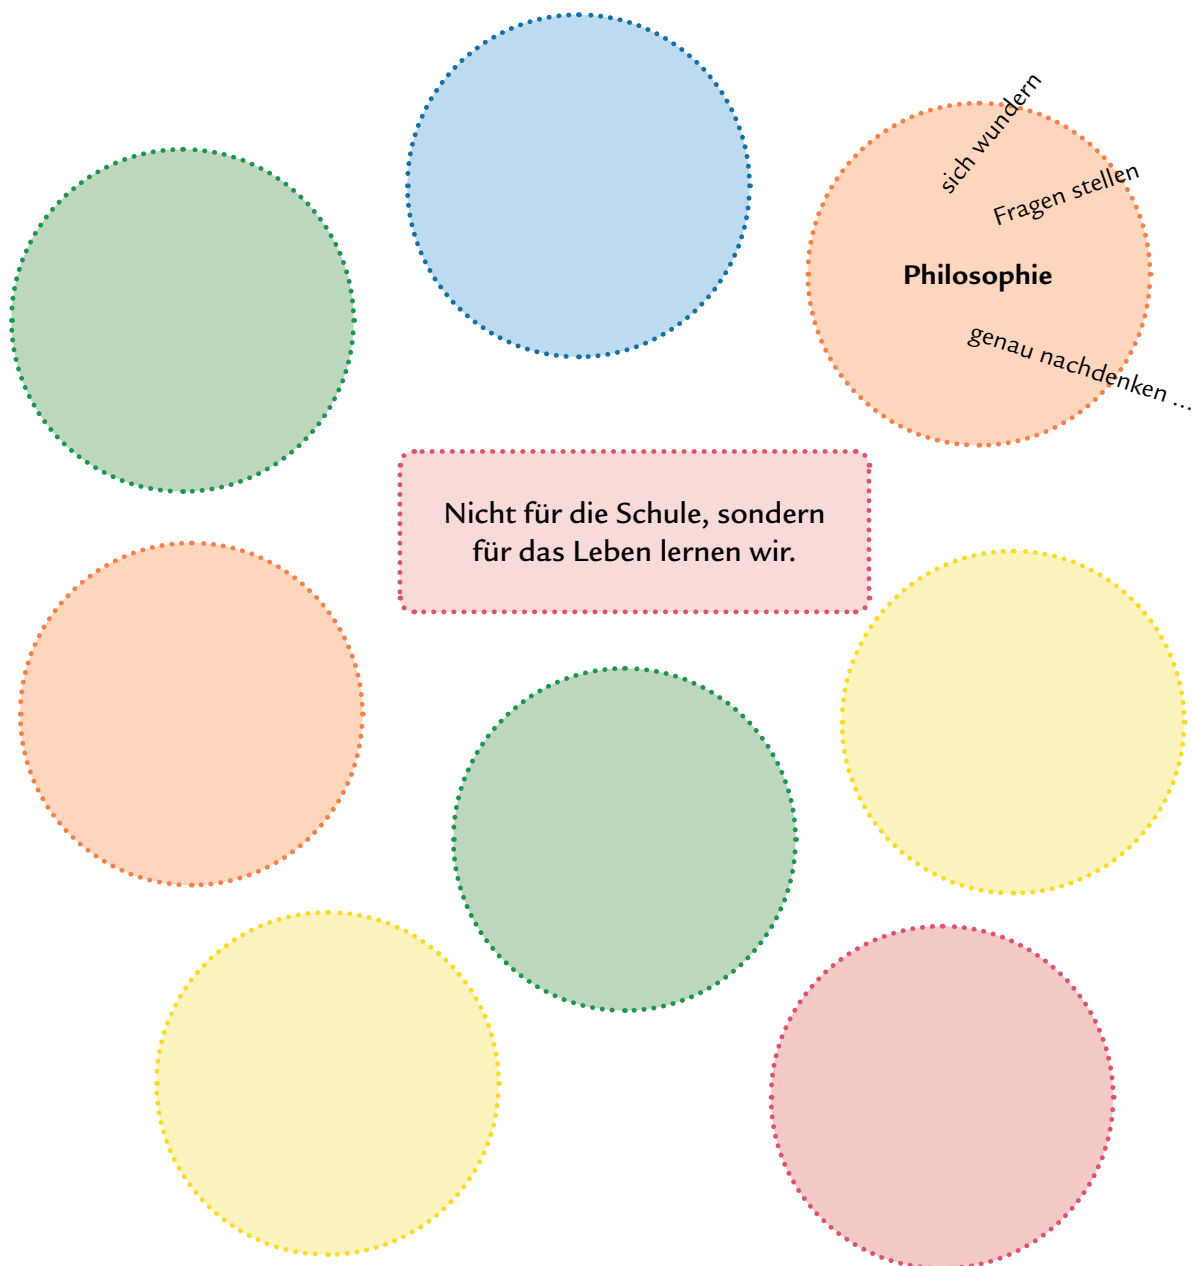 sich wundern
Fragen stellen
Philosophie
genau nachdenken ...
Nicht für die Schule, sondern
für das Leben lernen wir.